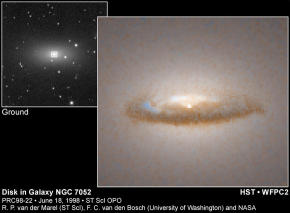 Ground
Disk in Galaxy NGC 7052
HST • WFPC2
PRC98-22 • June 18, 1998 • ST ScI OPO
R. P. van der Marel (ST ScI), F. C. van den Bosch (University of Washington) and NASA